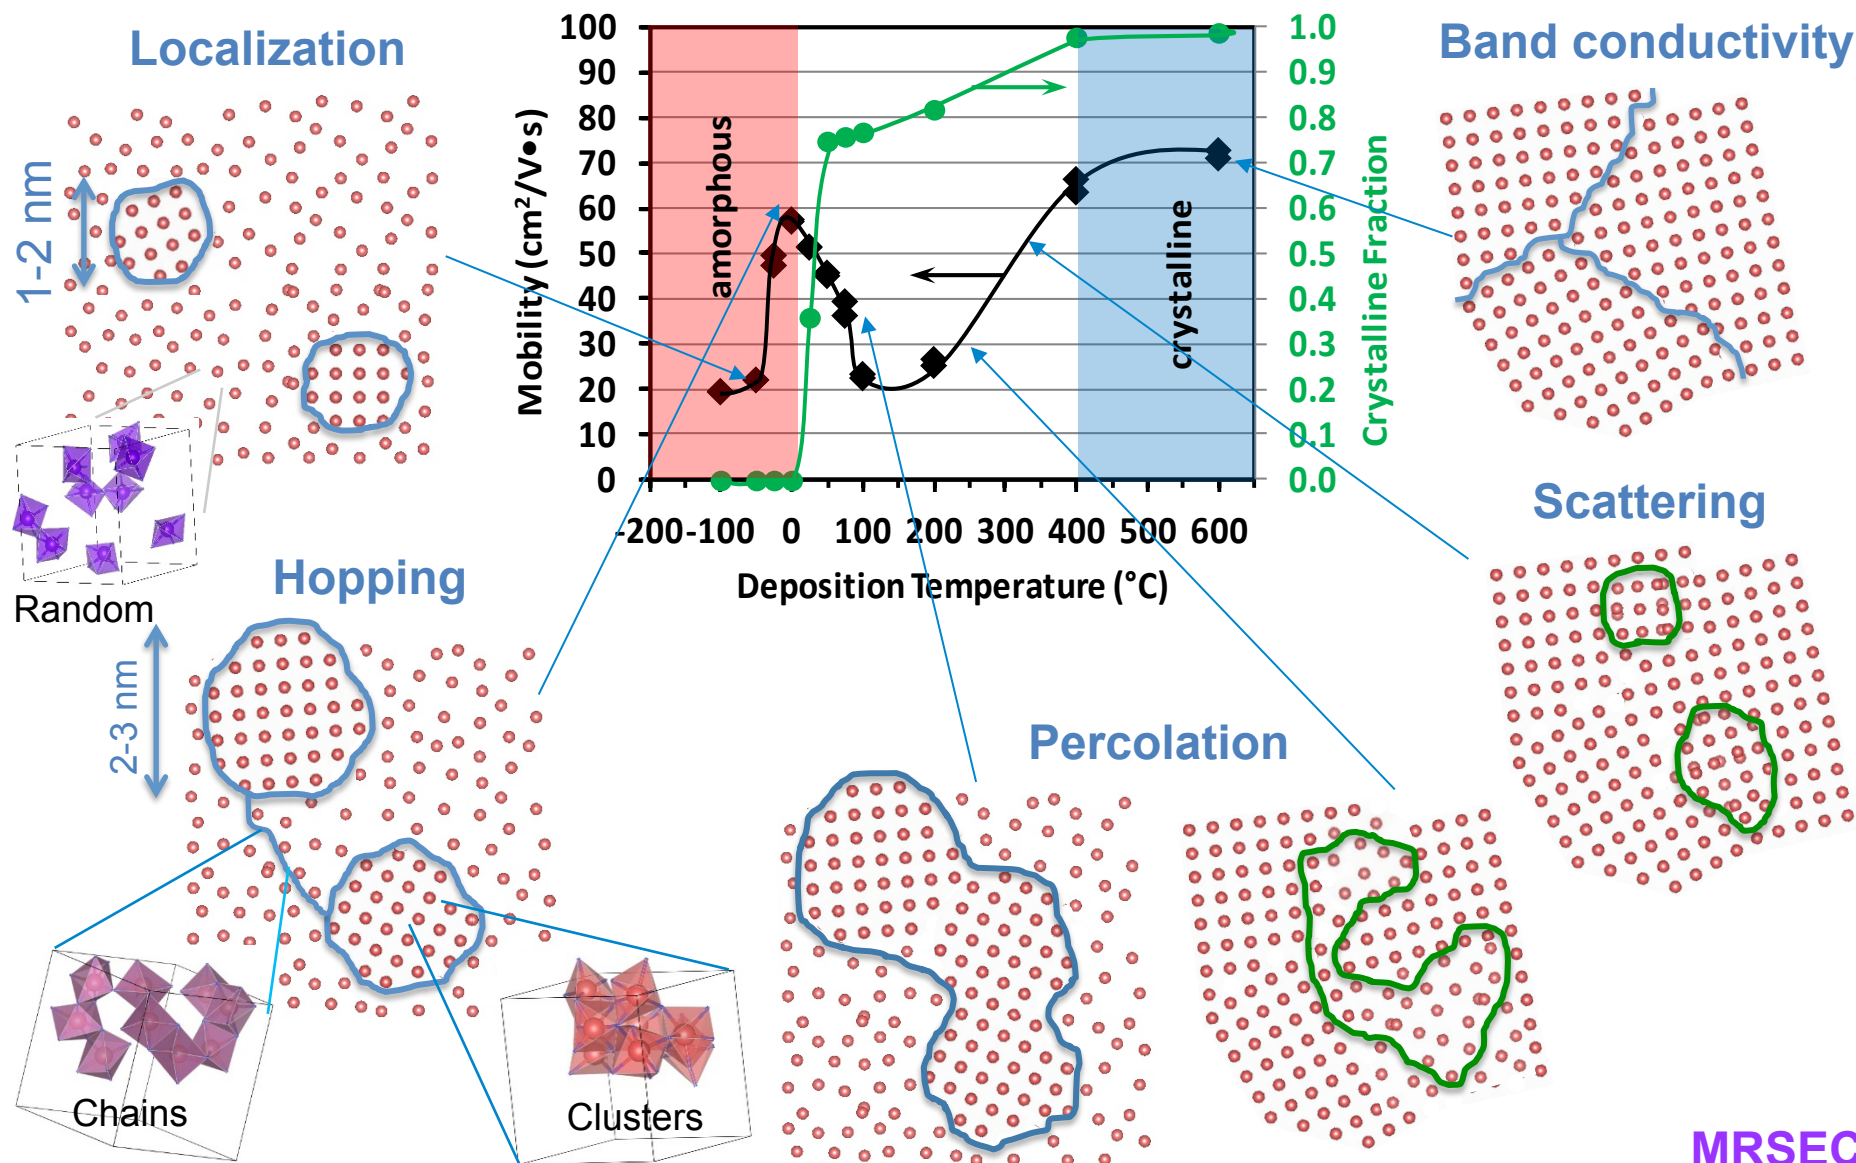 Localization
1-2 nm
Random
Hopping
2-3 nm
Chains
Clusters
100
90
80
70
60
50
40
30
20
10
0
Mobility (cm²/V•s)
amorphous
crystalline
1.0
0.9
0.8
0.7
0.6
0.5
0.4
0.3
0.2
0.1
0.0
Crystalline Fraction
-200 -100 0 100 200 300 400 500 600
Deposition Temperature (°C)
Band conductivity
Scattering
Percolation
MRSEC